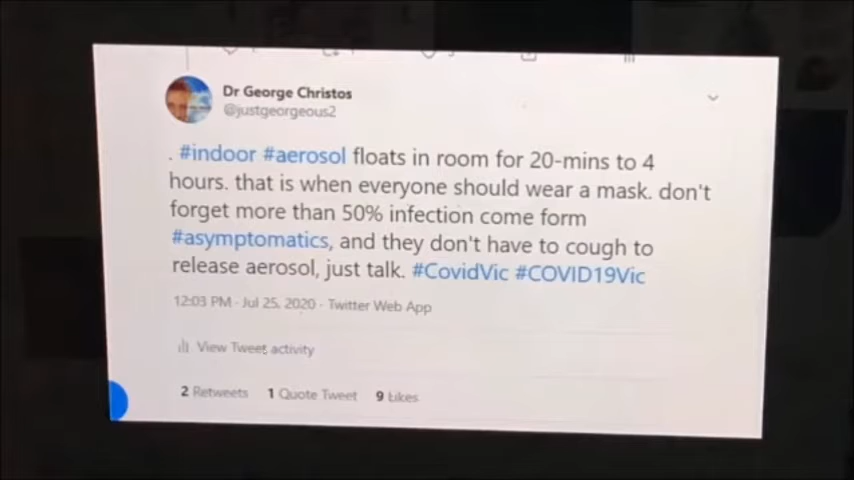 Dr George Christos
@justgeorgeous2
. #indoor #aerosol floats in room for 20-mins to 4
hours. that is when everyone should wear a mask. don't
forget more than 50% infection come form
#asymptomatics, and they don't have to cough to
release aerosol, just talk. #CovidVic #COVID19Vic
12:03 PM · Jul 25, 2020 · Twitter Web App
View Tweet activity
2 Retweets 1 Quote Tweet 9 Likes